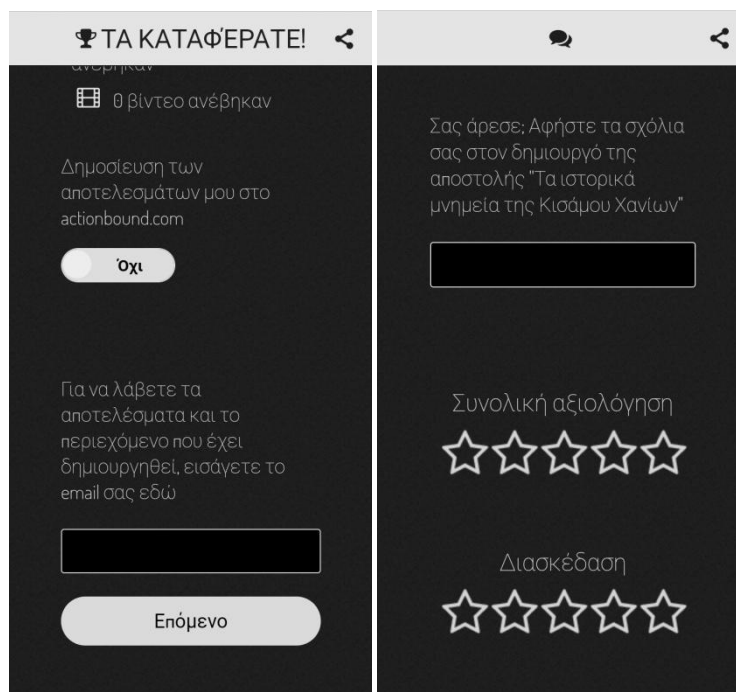 ΤΑ ΚΑΤΑΦΈΡΑΤΕ!
ανέβηκαν
0 βίντεο ανέβηκαν
Δημοσίευση των
αποτελεσμάτων μου στο
actionbound.com
Όχι
Για να λάβετε τα
αποτελέσματα και το
περιεχόμενο που έχει
δημιουργηθεί, εισάγετε το
email σας εδώ
Επόμενο
Σας άρεσε; Αφήστε τα σχόλια
σας στον δημιουργό της
αποστολής "Τα ιστορικά
μνημεία της Κισάμου Χανίων"
Συνολική αξιολόγηση
Διασκέδαση